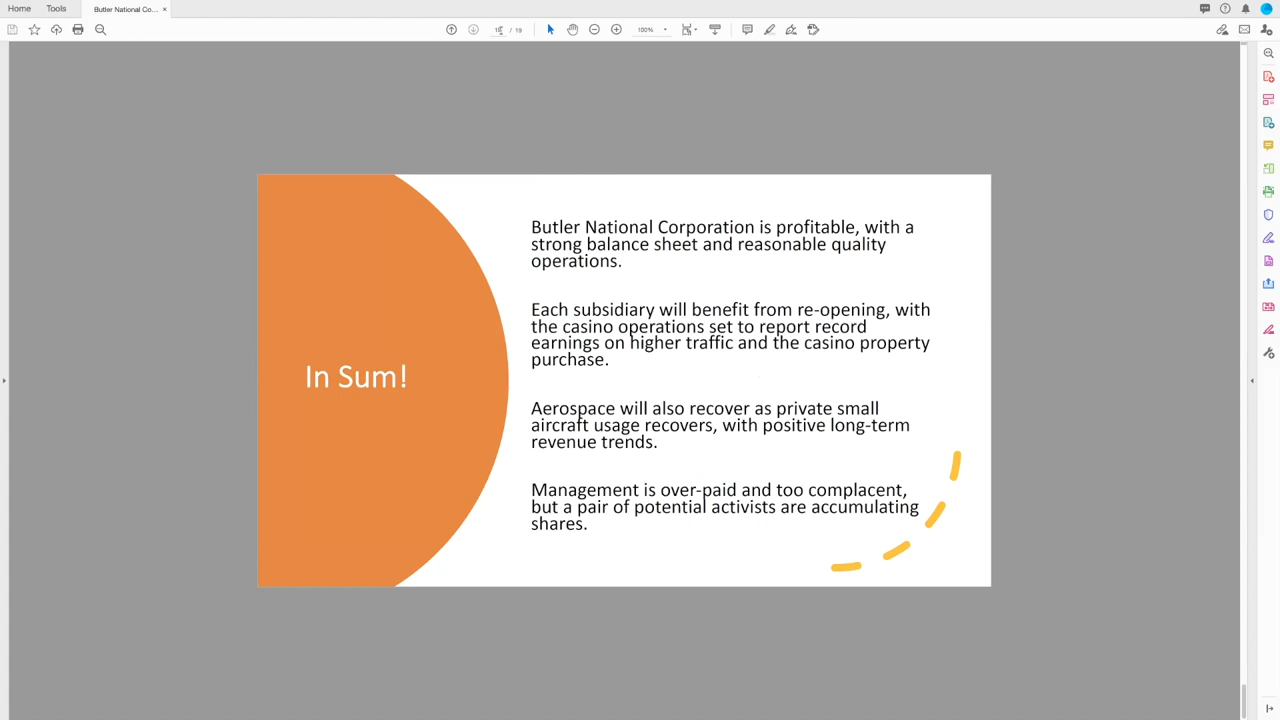 Home Tools Butler National Co... ×
/ 19 100%
In Sum!
Butler National Corporation is profitable, with a
strong balance sheet and reasonable quality
operations.
Each subsidiary will benefit from re-opening, with
the casino operations set to report record
earnings on higher traffic and the casino property
purchase.
Aerospace will also recover as private small
aircraft usage recovers, with positive long-term
revenue trends.
Management is over-paid and too complacent,
but a pair of potential activists are accumulating
shares.